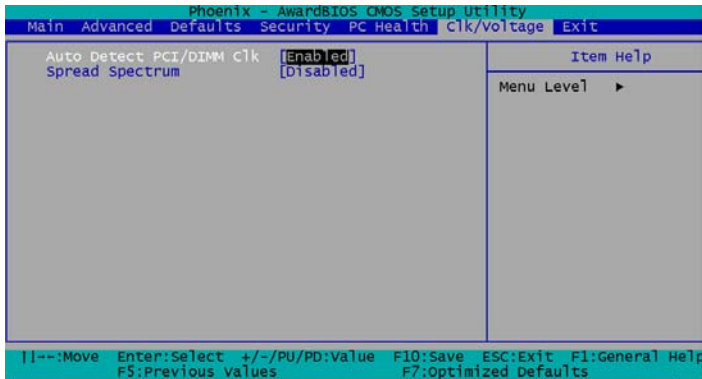 Phoenix - AwardBIOS CMOS Setup Utility
Main Advanced Defaults Security PC Health Clk/Voltage Exit
Auto Detect PCI/DIMM Clk [Enabled]
Spread Spectrum [Disabled]
Item Help
Menu Level ▶
||--:Move Enter:Select +/-/PU/PD:Value F10:Save ESC:Exit F1:General Help
F5:Previous Values F7:Optimized Defaults